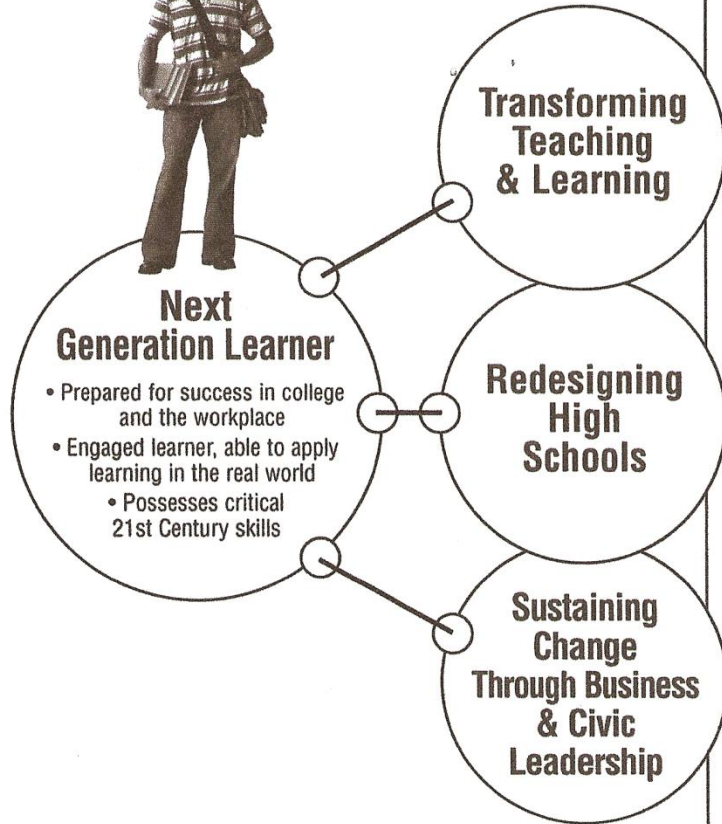 Transforming
Teaching
& Learning
Next
Generation Learner
• Prepared for success in college
and the workplace
• Engaged learner, able to apply
learning in the real world
• Possesses critical
21st Century skills
Redesigning
High
Schools
Sustaining
Change
Through Business
& Civic
Leadership